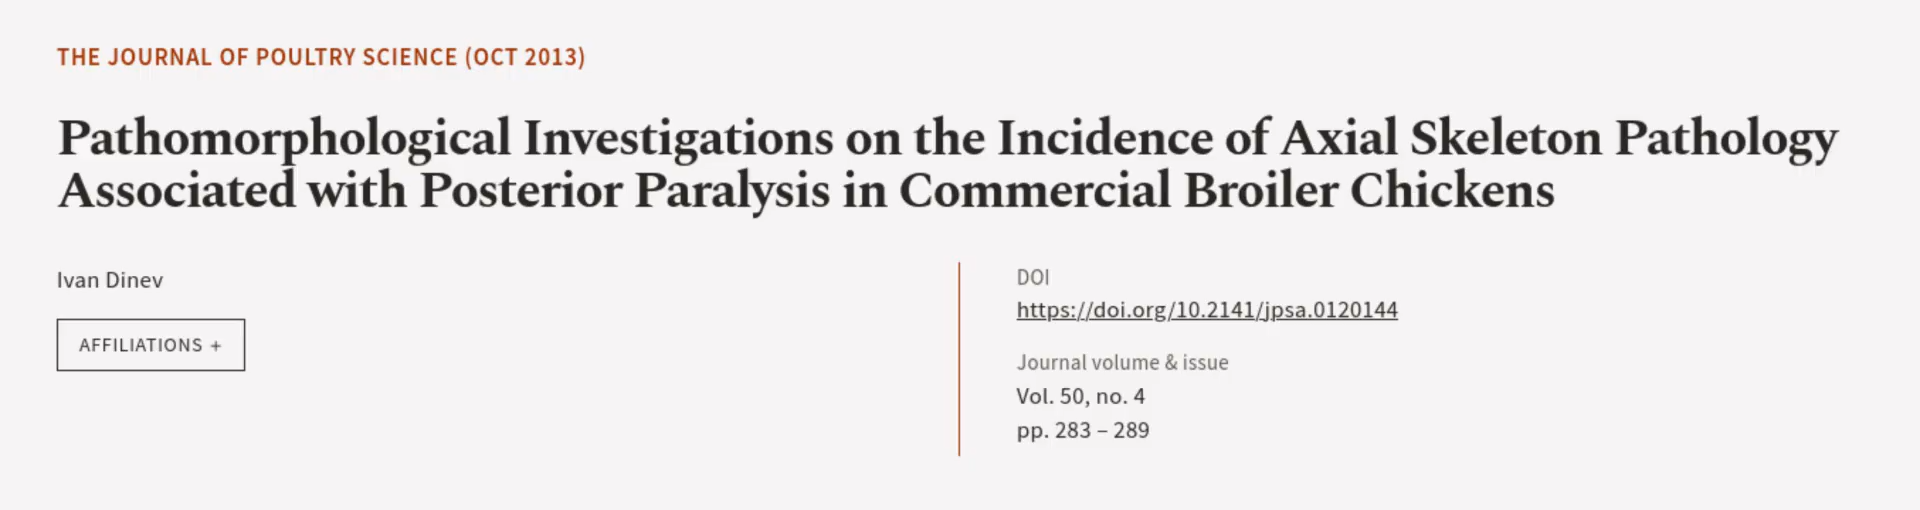 THE JOURNAL OF POULTRY SCIENCE (OCT 2013)
Pathomorphological Investigations on the Incidence of Axial Skeleton Pathology
Associated with Posterior Paralysis in Commercial Broiler Chickens
Ivan Dinev
AFFILIATIONS +
DOI
https://doi.org/10.2141/jpsa.0120144
Journal volume & issue
Vol. 50, no. 4
pp. 283 – 289